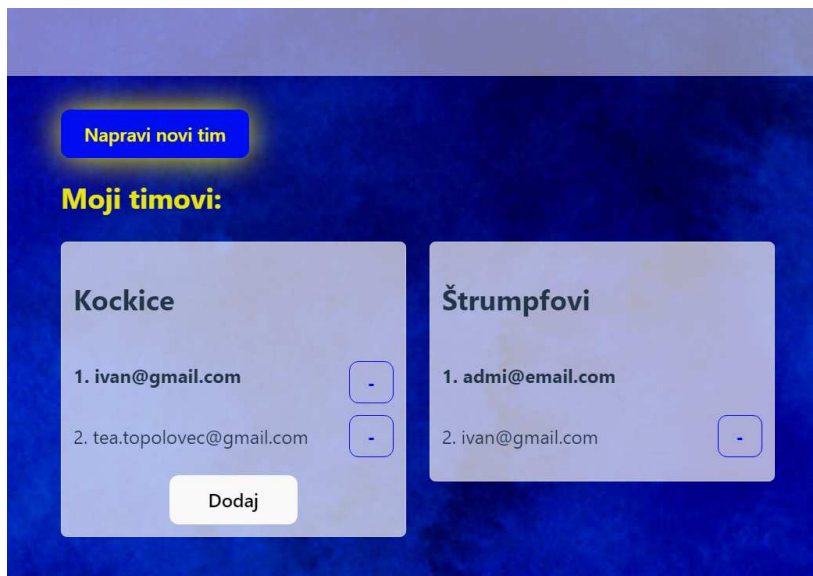 Napravi novi tim
Moji timovi:
Kockice
1. ivan@gmail.com
-
2. tea.topolovec@gmail.com
-
Dodaj
Štrumpfovi
1. admi@email.com
2. ivan@gmail.com
-